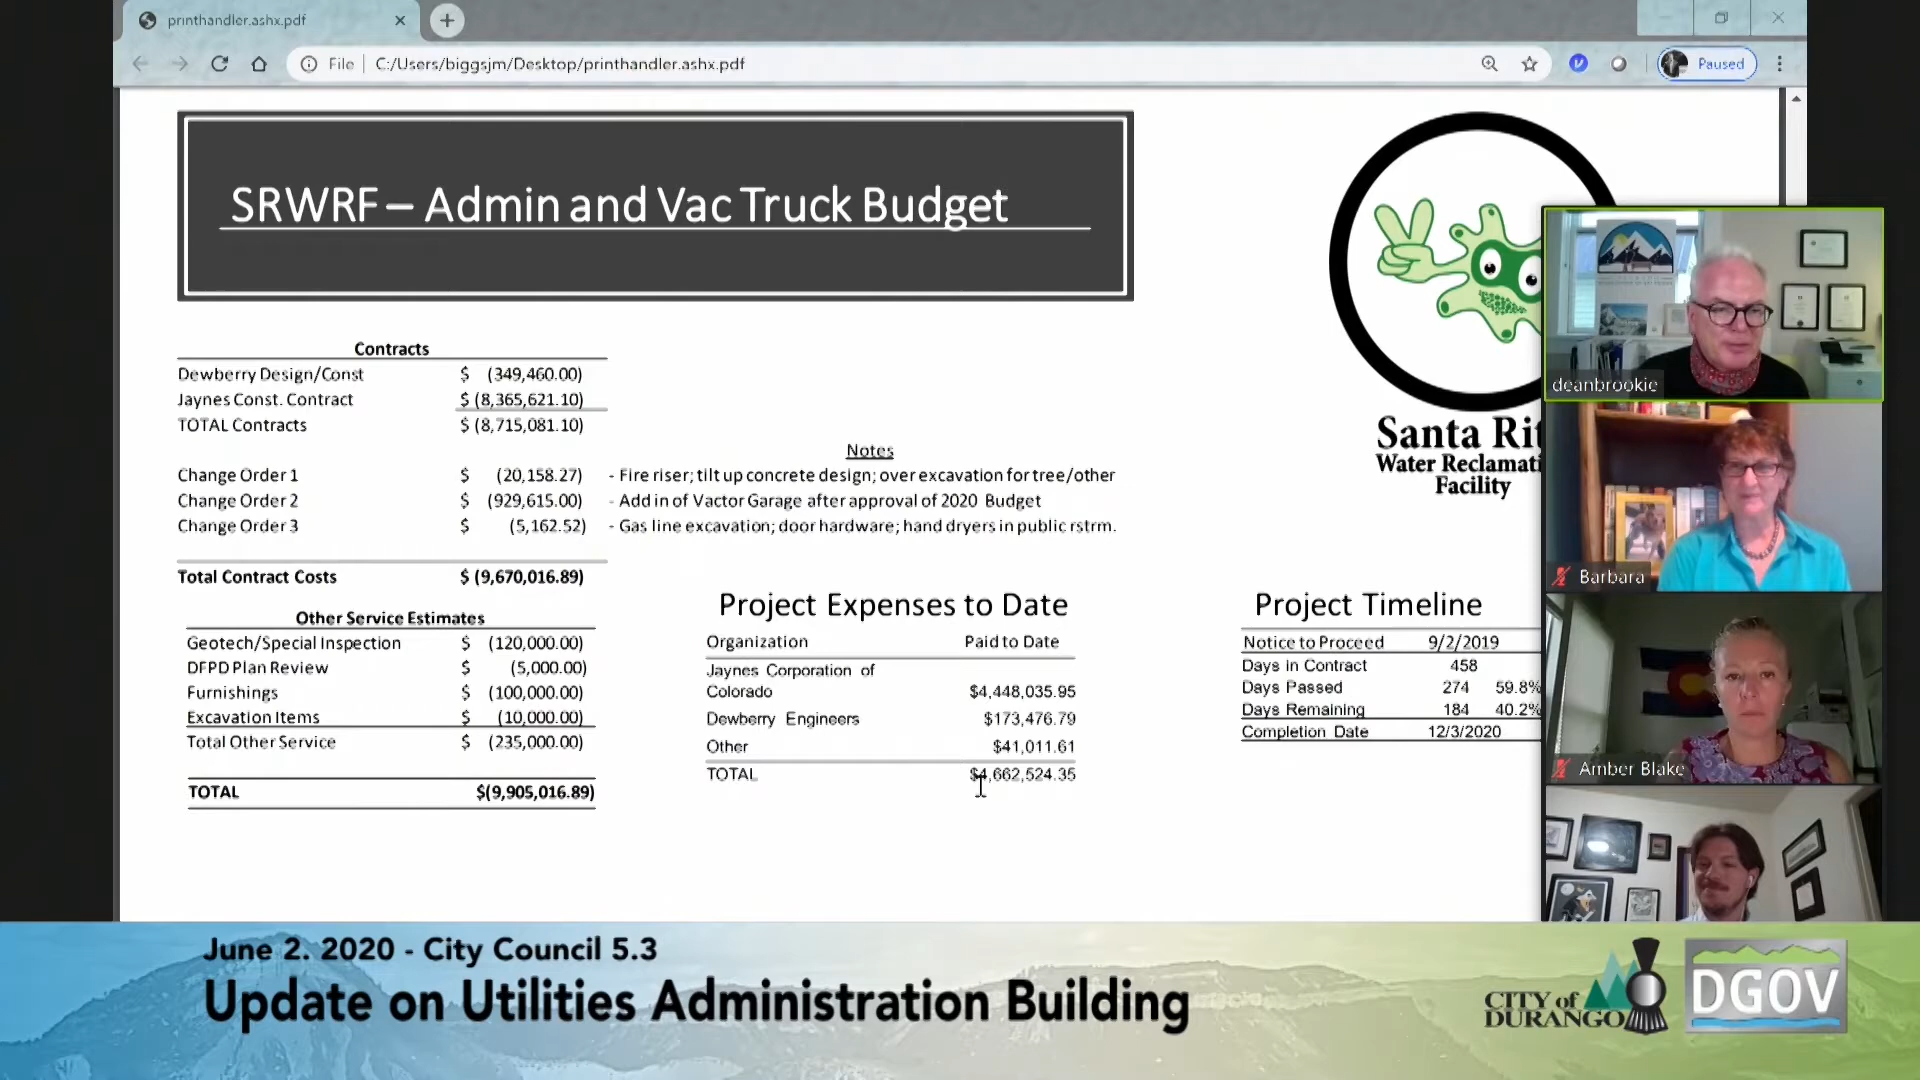 printhandler.ashx.pdf
File C:/Users/biggsjm/Desktop/printhandler.ashx.pdf Paused
SRWRF – Admin and Vac Truck Budget
Contracts
Dewberry Design/Const $ (349,460.00)
Jaynes Const. Contract $ (8,365,621.10)
TOTAL Contracts $ (8,715,081.10)
Notes
Change Order 1 $ (20,158.27) - Fire riser; tilt up concrete design; over excavation for tree/other
Change Order 2 $ (929,615.00) - Add in of Vactor Garage after approval of 2020 Budget
Change Order 3 $ (5,162.52) - Gas line excavation; door hardware; hand dryers in public rstrm.
Total Contract Costs $ (9,670,016.89)
Other Service Estimates
Geotech/Special Inspection $ (120,000.00)
DFPD Plan Review $ (5,000.00)
Furnishings $ (100,000.00)
Excavation Items $ (10,000.00)
Total Other Service $ (235,000.00)
TOTAL $(9,905,016.89)
Project Expenses to Date
Organization Paid to Date
Jaynes Corporation of
Colorado $4,448,035.95
Dewberry Engineers $173,476.79
Other $41,011.61
TOTAL $4,662,524.35
Project Timeline
Notice to Proceed 9/2/2019
Days in Contract 458
Days Passed 274 59.8%
Days Remaining 184 40.2%
Completion Date 12/3/2020
Santa Rit
Water Reclamati
Facility
deanbrookie
Barbara
Amber Blake
June 2. 2020 - City Council 5.3
Update on Utilities Administration Building
CITY of
DURANGO
DGOV